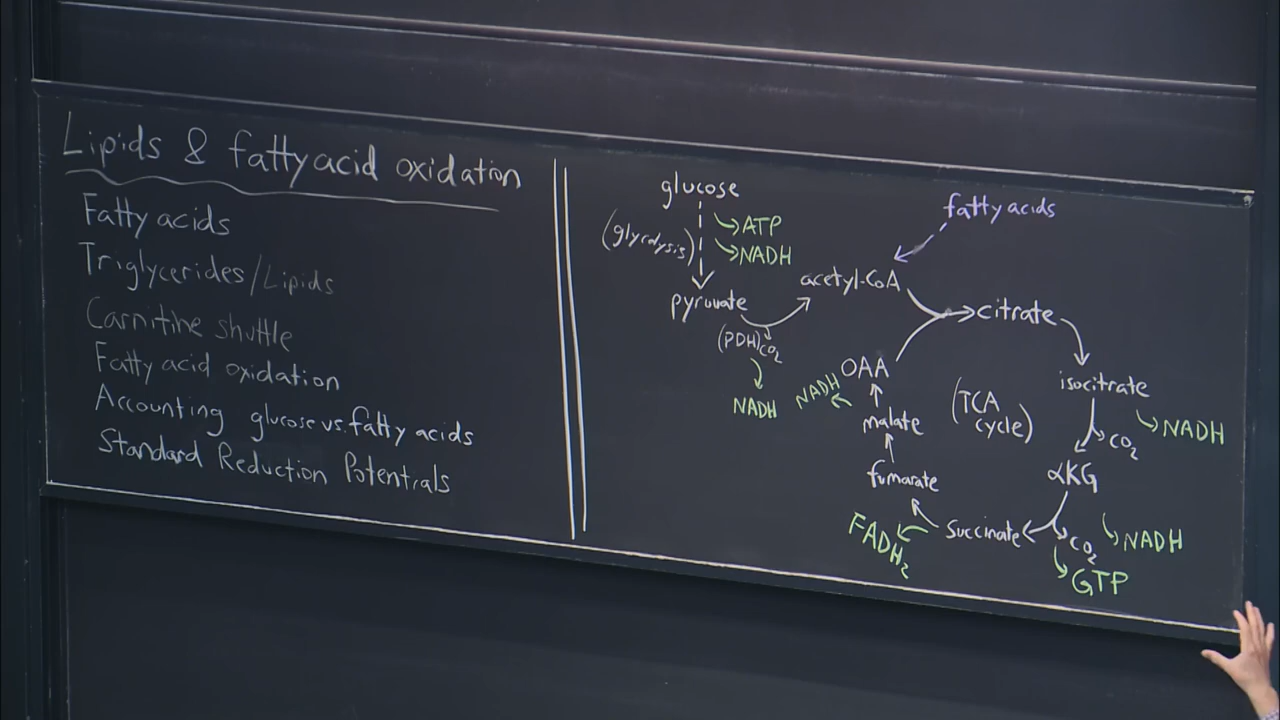 Lipids & fatty acid oxidation
Fatty acids
Triglycerides/Lipids
Carnitine shuttle
Fatty acid oxidation
Accounting glucose vs. fatty acids
Standard Reduction Potentials
glucose
(glycolysis)
ATP
NADH
pyruvate
(PDH)
CO2
NADH
fatty acids
acetyl-CoA
citrate
isocitrate
NADH
CO2
αKG
NADH
CO2
GTP
succinate
FADH2
fumarate
malate
NADH
OAA
(TCA
cycle)